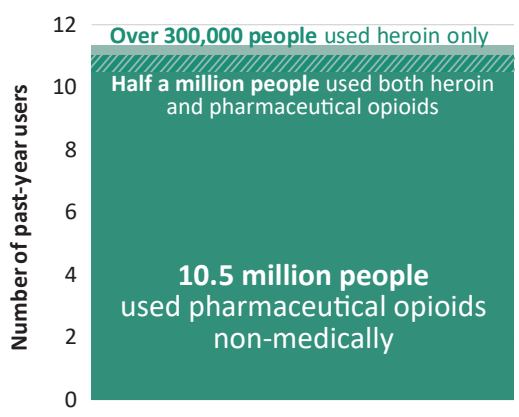 12
Over 300,000 people used heroin only
10
Half a million people used both heroin
and pharmaceutical opioids
8
6
4
10.5 million people
used pharmaceutical opioids
2
non-medically
0
Number of past-year users